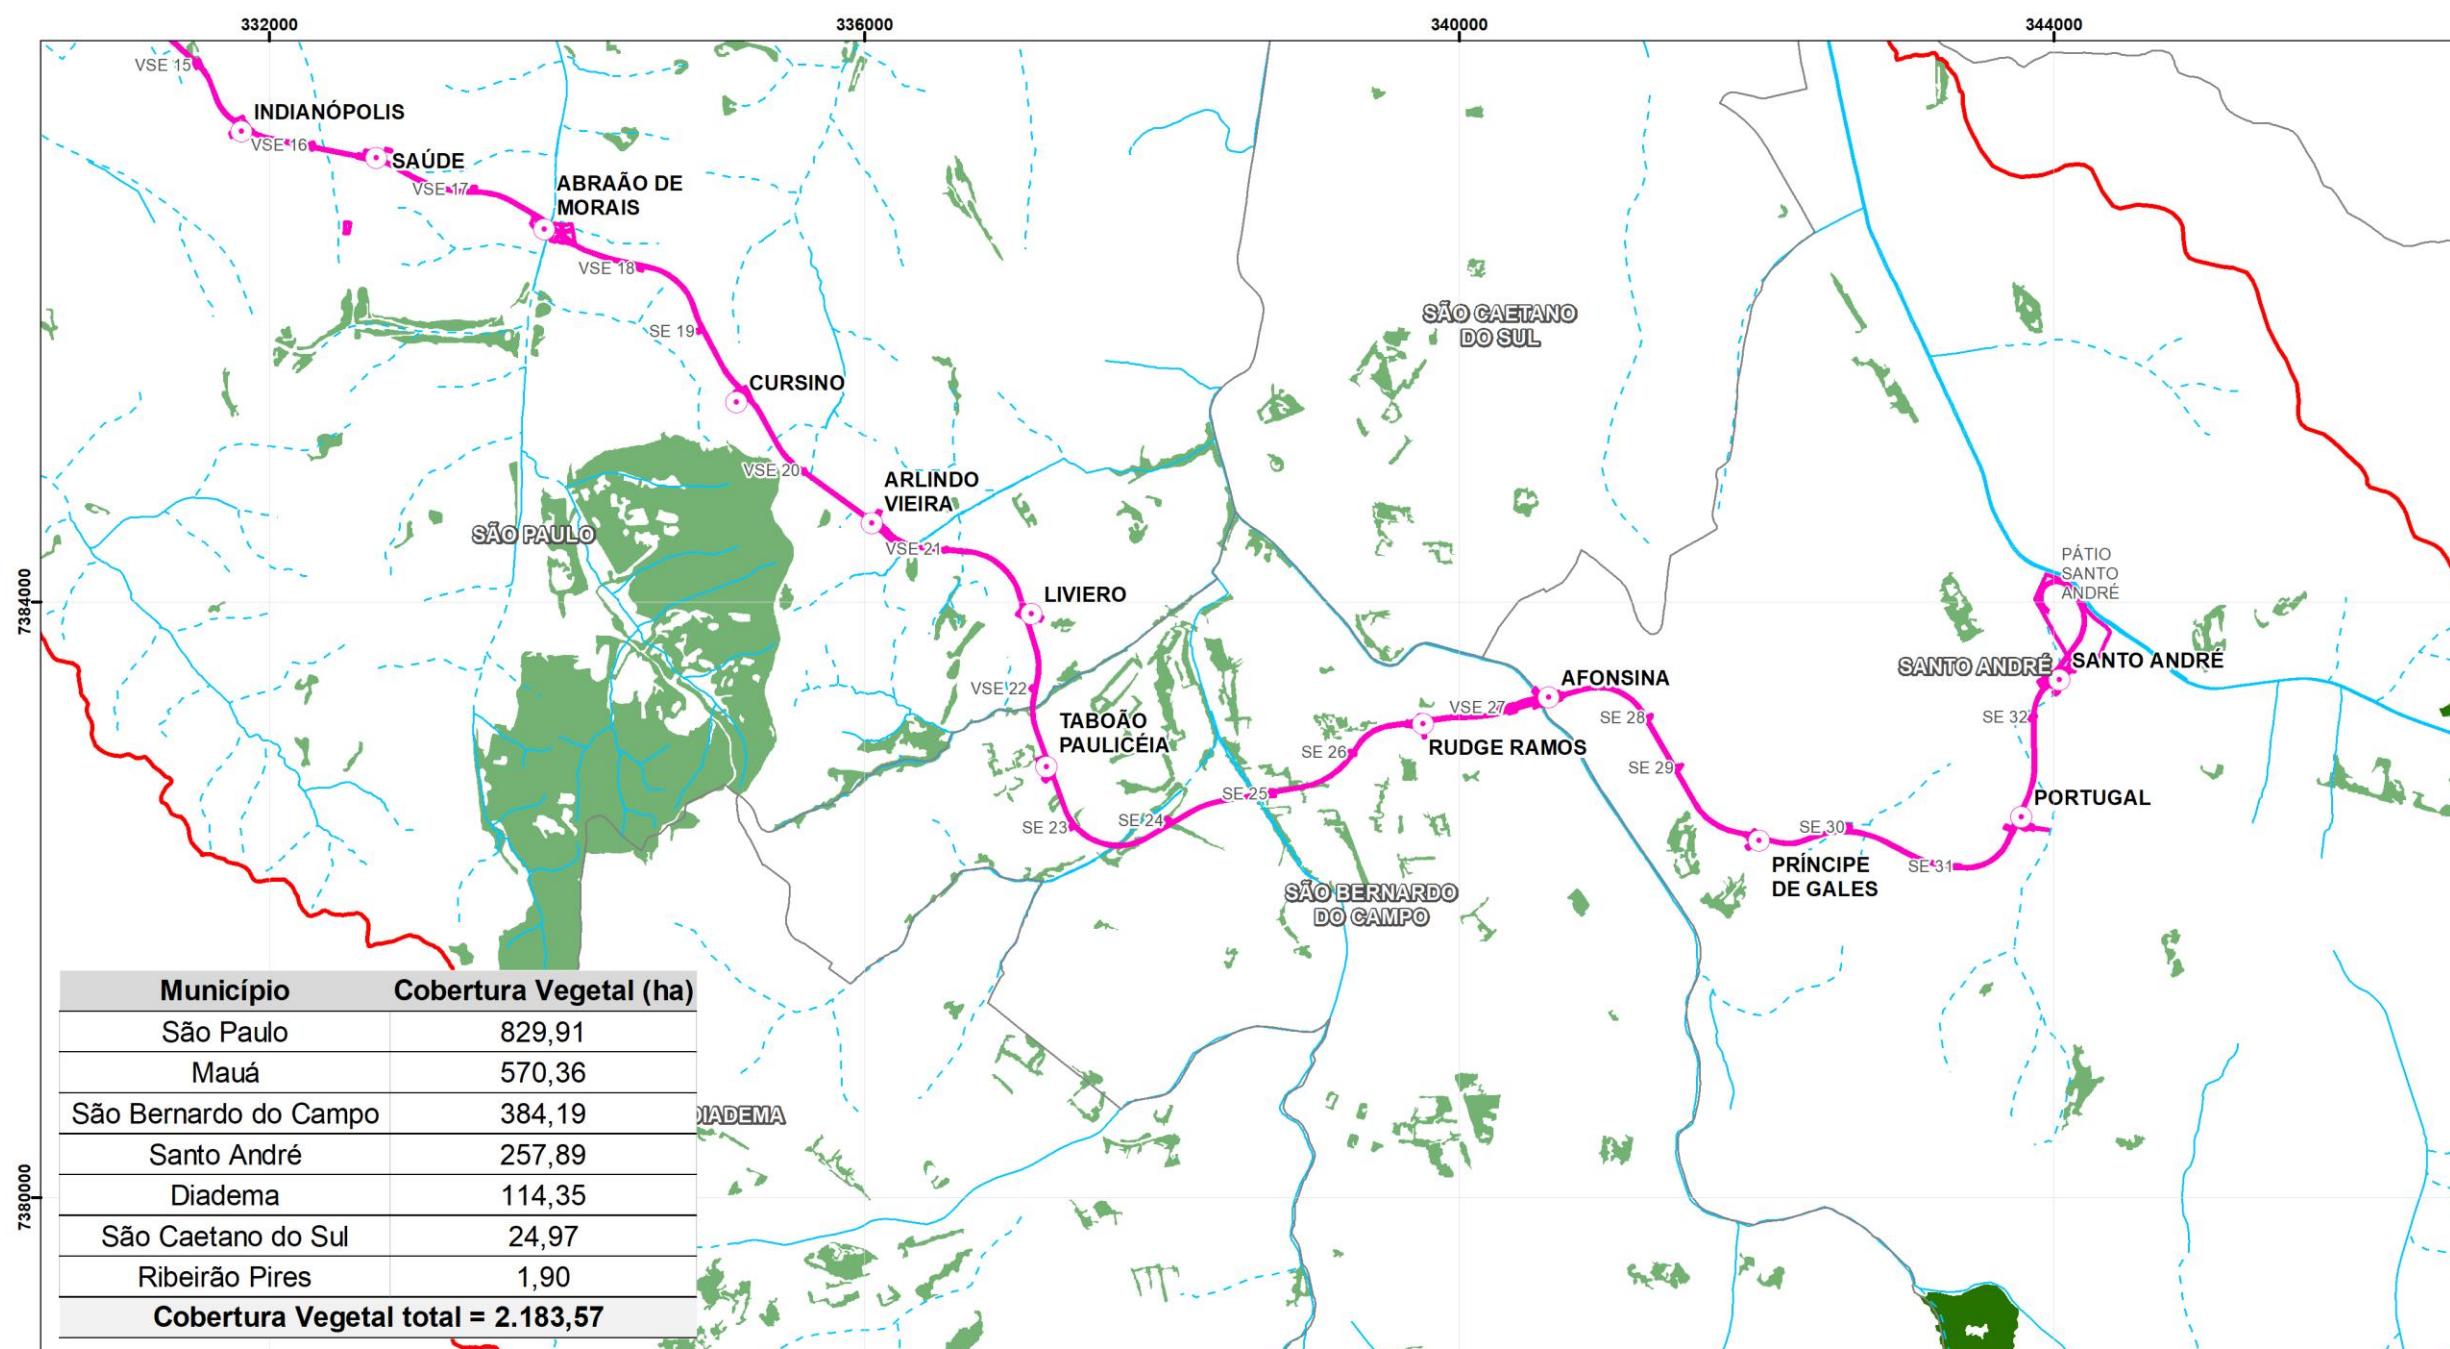 332000
336000
340000
344000
VSE 15
INDIANÓPOLIS
VSE 16
SAÚDE
VSE 17
ABRAÃO DE
MORAIS
VSE 18
SE 19
CURSINO
VSE 20
ARLINDO
VIEIRA
VSE 21
SÃO PAULO
SÃO CAETANO
DO SUL
7384000
LIVIERO
VSE 22
TABOÃO
PAULICÉIA
SE 23
SE 24
SE 25
SE 26
RUDGE RAMOS
VSE 27
AFONSINA
SE 28
SE 29
PRÍNCIPE
DE GALES
SE 30
SE 31
PORTUGAL
SE 32
SANTO ANDRÉ
SANTO ANDRÉ
PÁTIO
SANTO
ANDRÉ
SÃO BERNARDO
DO CAMPO
DIADEMA
7380000
Município Cobertura Vegetal (ha)
São Paulo 829,91
Mauá 570,36
São Bernardo do Campo 384,19
Santo André 257,89
Diadema 114,35
São Caetano do Sul 24,97
Ribeirão Pires 1,90
Cobertura Vegetal total = 2.183,57